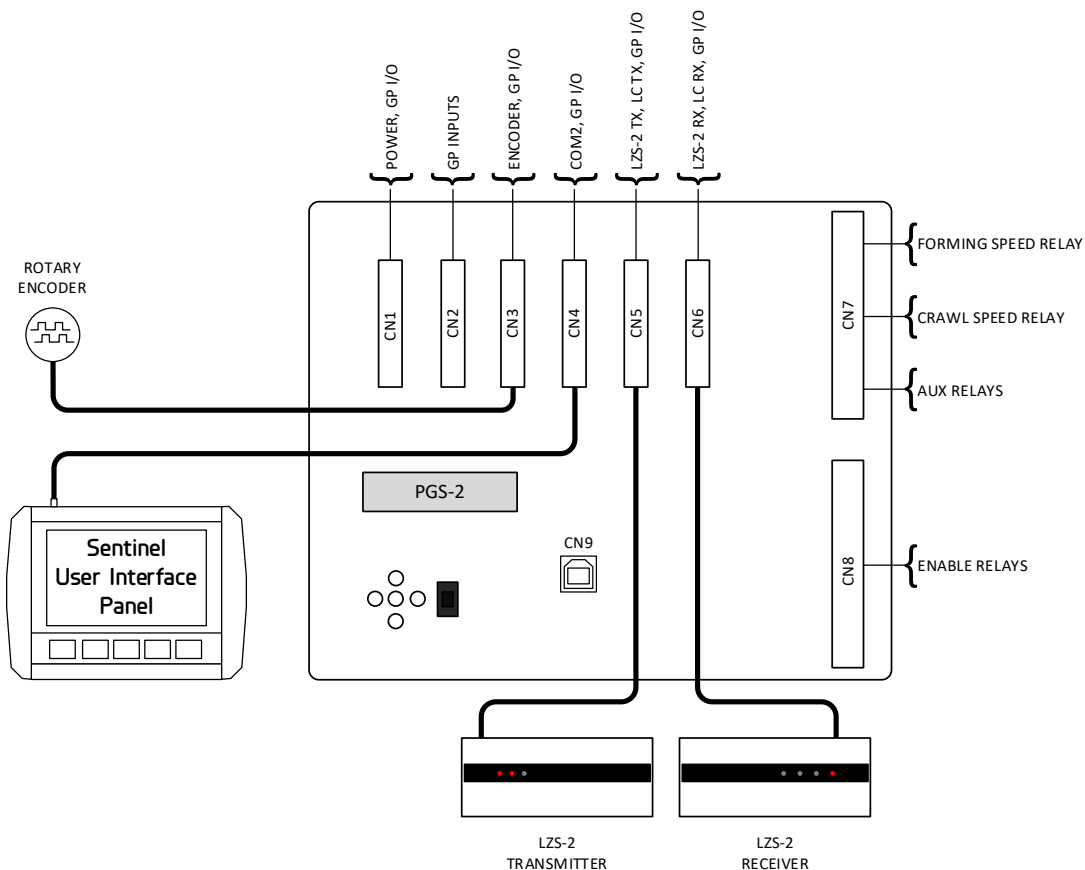 POWER, GP I/O
GP INPUTS
ENCODER, GP I/O
COM2, GP I/O
LZS-2 TX, LC TX, GP I/O
LZS-2 RX, LC RX, GP I/O
ROTARY
ENCODER
CN1
CN2
CN3
CN4
CN5
CN6
CN7
FORMING SPEED RELAY
CRAWL SPEED RELAY
AUX RELAYS
PGS-2
Sentinel
User Interface
Panel
CN9
CN8
ENABLE RELAYS
LZS-2
TRANSMITTER
LZS-2
RECEIVER